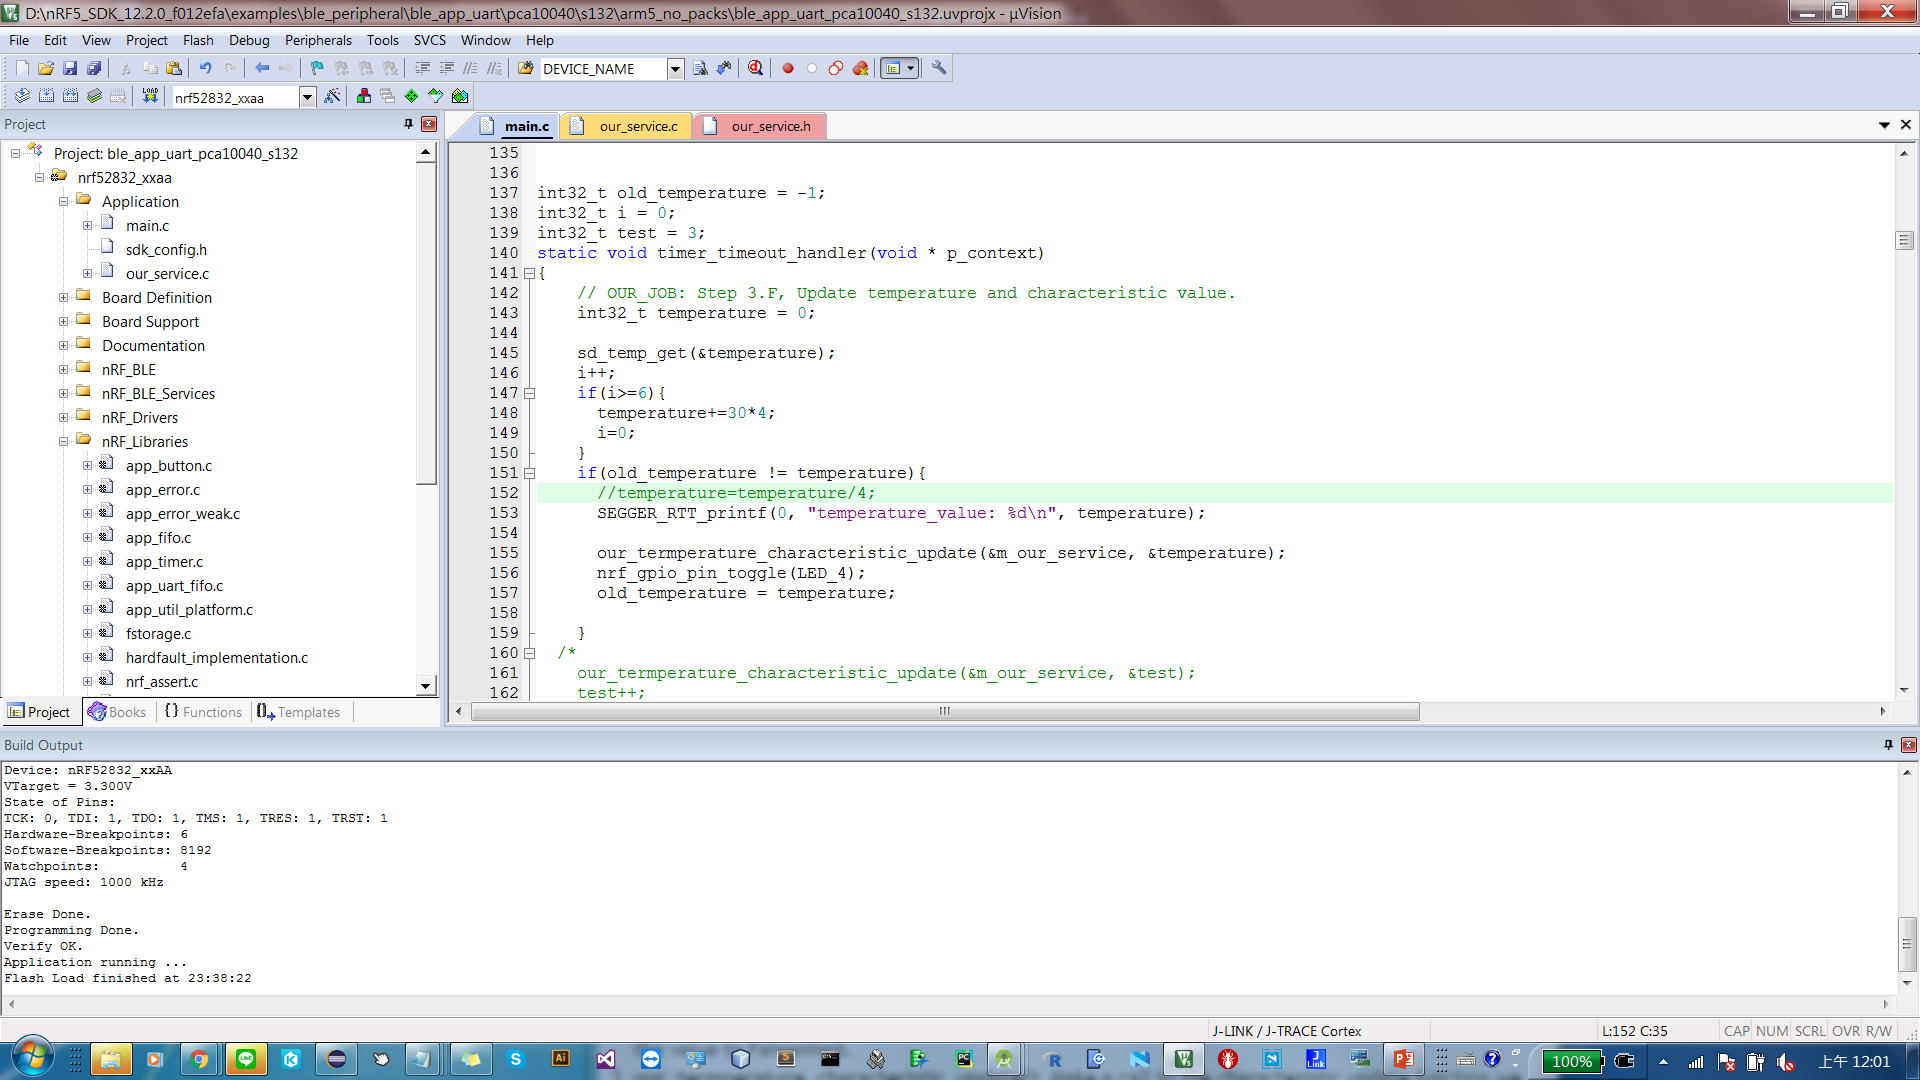 D:\nRF5_SDK_12.2.0_f012efa\examples\ble_peripheral\ble_app_uart\pca10040\s132\arm5_no_packs\ble_app_uart_pca10040_s132.uvprojx - µVision
File Edit View Project Flash Debug Peripherals Tools SVCS Window Help
DEVICE_NAME
LOAD
nrf52832_xxaa
Project
Project: ble_app_uart_pca10040_s132
nrf52832_xxaa
Application
main.c
sdk_config.h
our_service.c
Board Definition
Board Support
Documentation
nRF_BLE
nRF_BLE_Services
nRF_Drivers
nRF_Libraries
app_button.c
app_error.c
app_error_weak.c
app_fifo.c
app_timer.c
app_uart_fifo.c
app_util_platform.c
fstorage.c
hardfault_implementation.c
nrf_assert.c
Project Books {} Functions Templates
main.c our_service.c our_service.h
135
136
137 int32_t old_temperature = -1;
138 int32_t i = 0;
139 int32_t test = 3;
140 static void timer_timeout_handler(void * p_context)
141 {
142 // OUR_JOB: Step 3.F, Update temperature and characteristic value.
143 int32_t temperature = 0;
144
145 sd_temp_get(&temperature);
146 i++;
147 if(i>=6){
148 temperature+=30*4;
149 i=0;
150 }
151 if(old_temperature != temperature){
152 //temperature=temperature/4;
153 SEGGER_RTT_printf(0, "temperature_value: %d\n", temperature);
154
155 our_termperature_characteristic_update(&m_our_service, &temperature);
156 nrf_gpio_pin_toggle(LED_4);
157 old_temperature = temperature;
158
159 }
160 /*
161 our_termperature_characteristic_update(&m_our_service, &test);
162 test++;
Build Output
Device: nRF52832_xxAA
VTarget = 3.300V
State of Pins:
TCK: 0, TDI: 1, TDO: 1, TMS: 1, TRES: 1, TRST: 1
Hardware-Breakpoints: 6
Software-Breakpoints: 8192
Watchpoints: 4
JTAG speed: 1000 kHz
Erase Done.
Programming Done.
Verify OK.
Application running ...
Flash Load finished at 23:38:22
J-LINK / J-TRACE Cortex L:152 C:35 CAP NUM SCRL OVR R/W
100% 上午 12:01